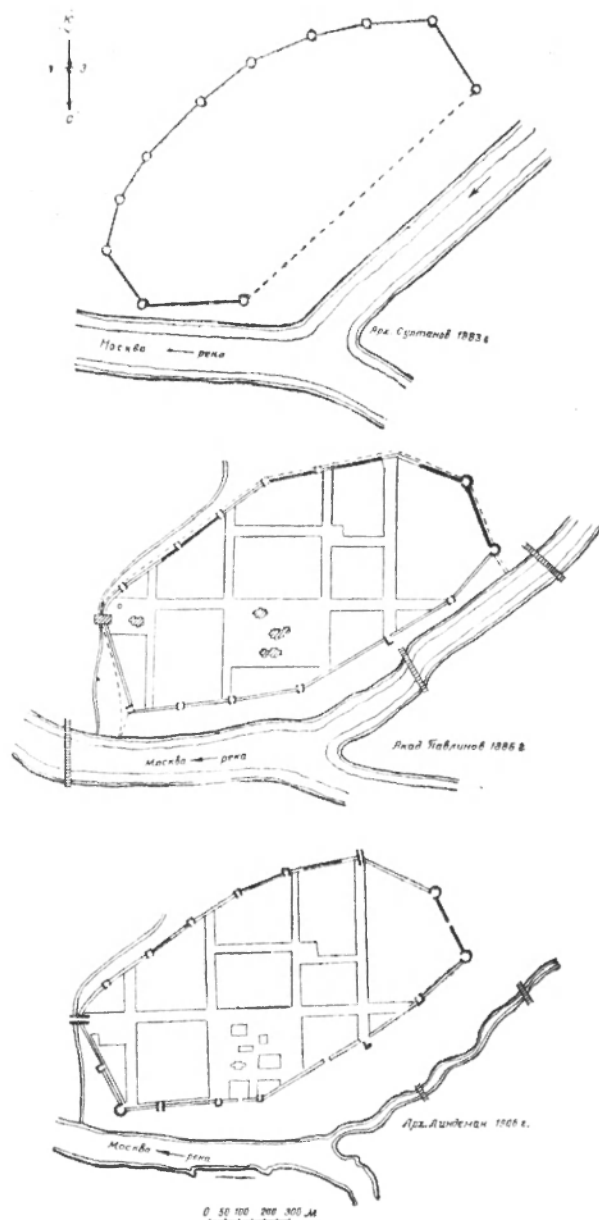 З
С
Арх. Султанов 1883 г
Москва река
Акад Павлинов 1886 г.
Москва река
Арх. Линдеман 1906 г.
Москва река
0 50 100 200 300 м